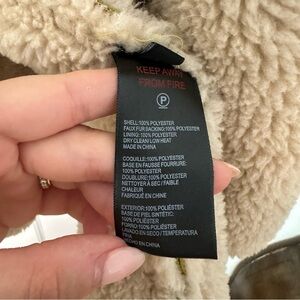 KEEP AWAY
FROM FIRE
P
SHELL:100% POLYESTER
FAUX FUR BACKING:100% POLYESTER
LINING: 100% POLYESTER
DRY CLEAN/ LOW HEAT
MADE IN CHINA
COQUILLE:100% POLYESTER
BASE EN FAUSSE FOURRURE:
100% POLYESTER
DOUBLURE:100% POLYESTER
NETTOYER À SEC / FAIBLE
CHALEUR
FABRIQUÉ EN CHINE
EXTERIOR:100% POLIÉSTER
BASE DE PIEL SINTÉTIC:
100% POLIÉSTER
FORRO:100% POLIÉSTER
LAVADO EN SECO / TEMPERATURA
FRIA
HECHO EN CHINA